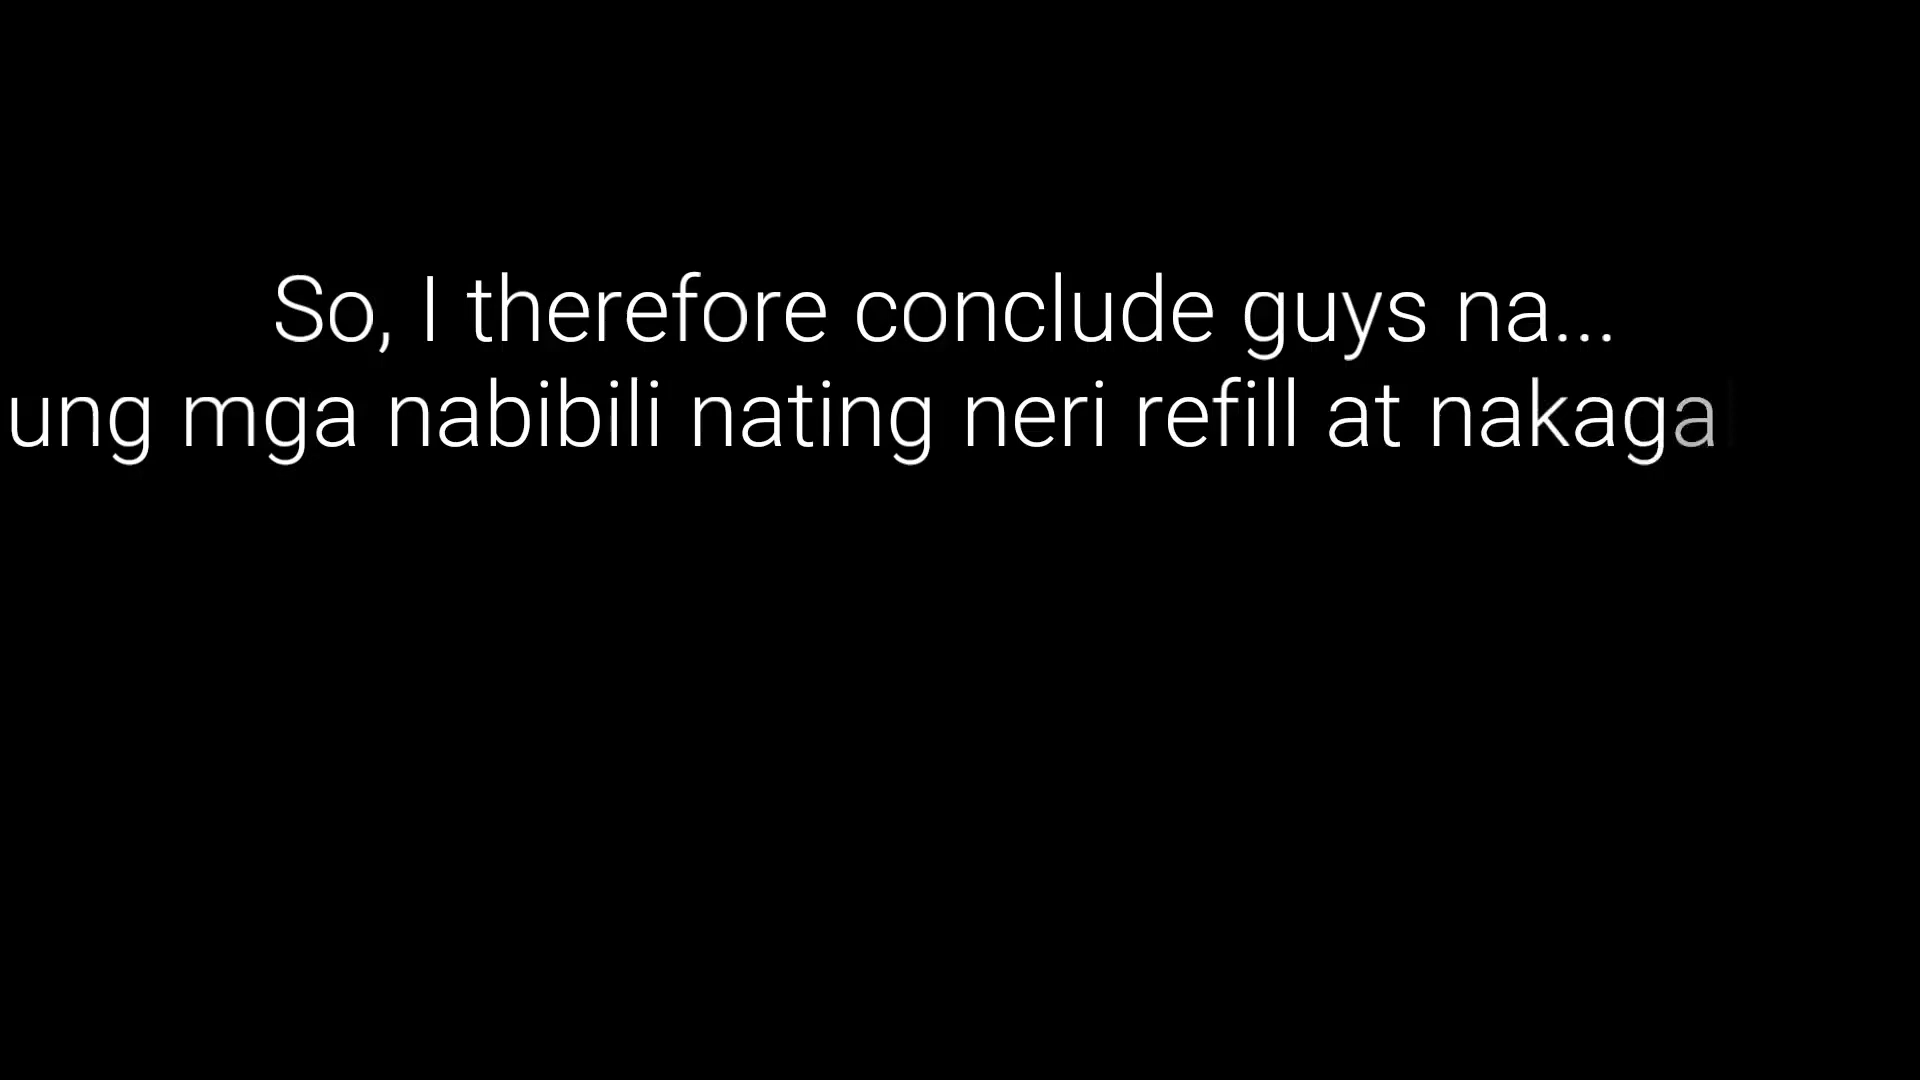 So, I therefore conclude guys na...
ung mga nabibili nating neri refill at nakaga